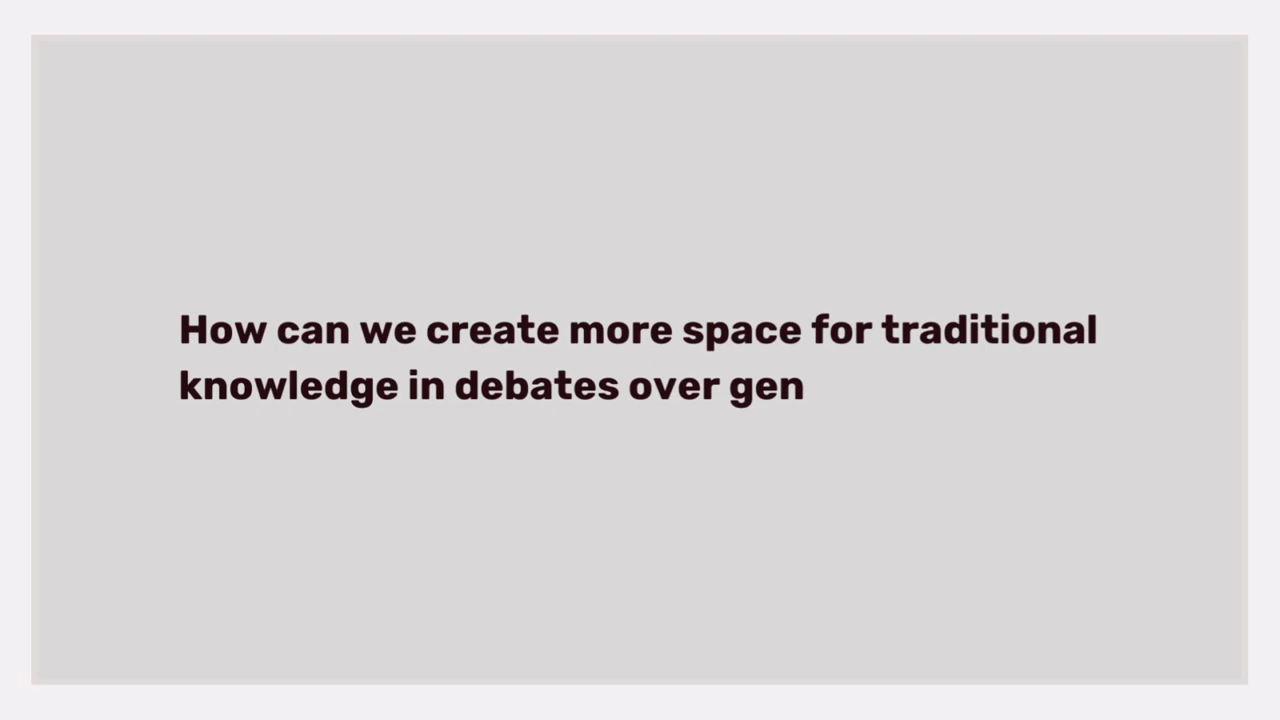 How can we create more space for traditional
knowledge in debates over gen